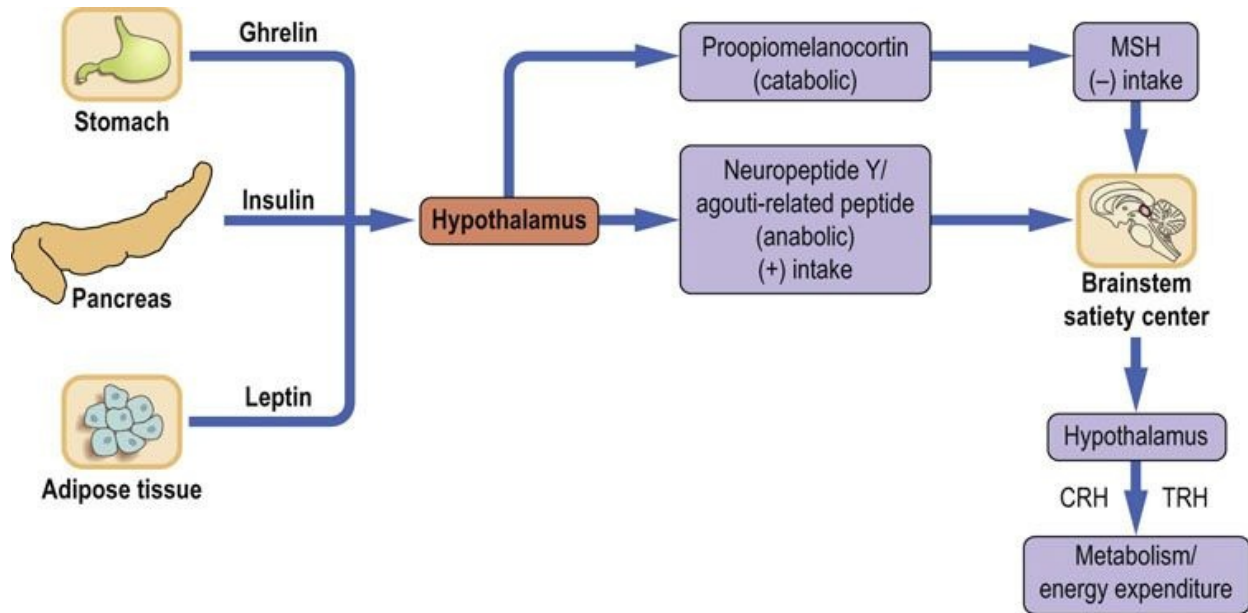 Ghrelin
Stomach
Insulin
Pancreas
Leptin
Adipose tissue
Hypothalamus
Proopiomelanocortin
(catabolic)
Neuropeptide Y/
agouti-related peptide
(anabolic)
(+) intake
MSH
(–) intake
Brainstem
satiety center
Hypothalamus
CRH
TRH
Metabolism/
energy expenditure